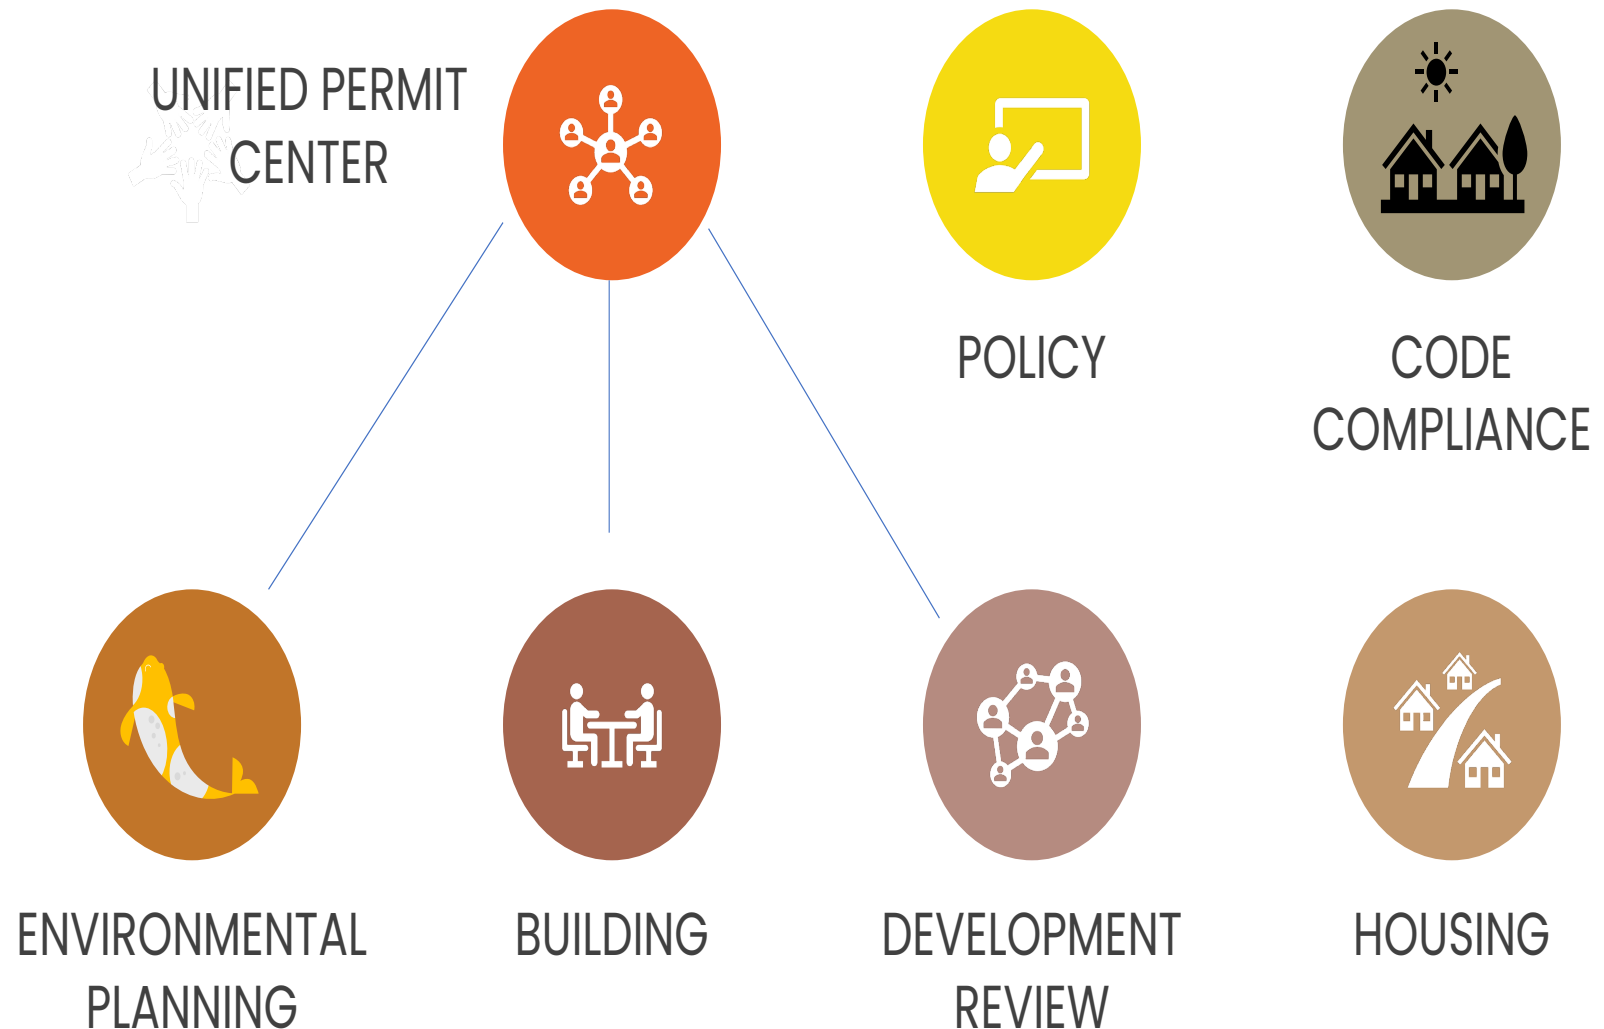 UNIFIED PERMIT
CENTER
POLICY
CODE
COMPLIANCE
ENVIRONMENTAL
PLANNING
BUILDING
DEVELOPMENT
REVIEW
HOUSING